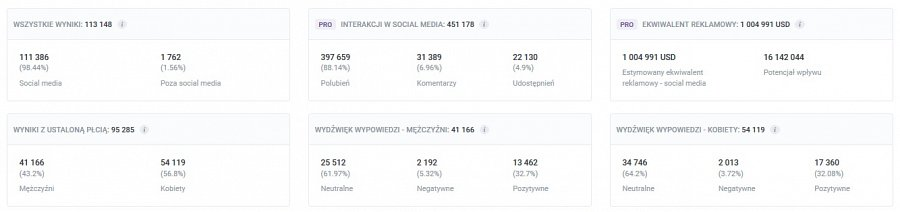 WSZYSTKIE WYNIKI: 113 148 i
111 386 1 762
(98.44%) (1.56%)
Social media Poza social media
PRO INTERAKCJI W SOCIAL MEDIA: 451 178 i
397 659 31 389 22 130
(88.14%) (6.96%) (4.9%)
Polubień Komentarzy Udostępnień
PRO EKWIWALENT REKLAMOWY: 1 004 991 USD i
1 004 991 USD 16 142 044
Estymowany ekwiwalent Potencjał wpływu
reklamowy - social media
WYNIKI Z USTALONĄ PŁCIĄ: 95 285 i
41 166 54 119
(43.2%) (56.8%)
Mężczyźni Kobiety
WYDŹWIĘK WYPOWIEDZI - MĘŻCZYŹNI: 41 166 i
25 512 2 192 13 462
(61.97%) (5.32%) (32.7%)
Neutralne Negatywne Pozytywne
WYDŹWIĘK WYPOWIEDZI - KOBIETY: 54 119 i
34 746 2 013 17 360
(64.2%) (3.72%) (32.08%)
Neutralne Negatywne Pozytywne